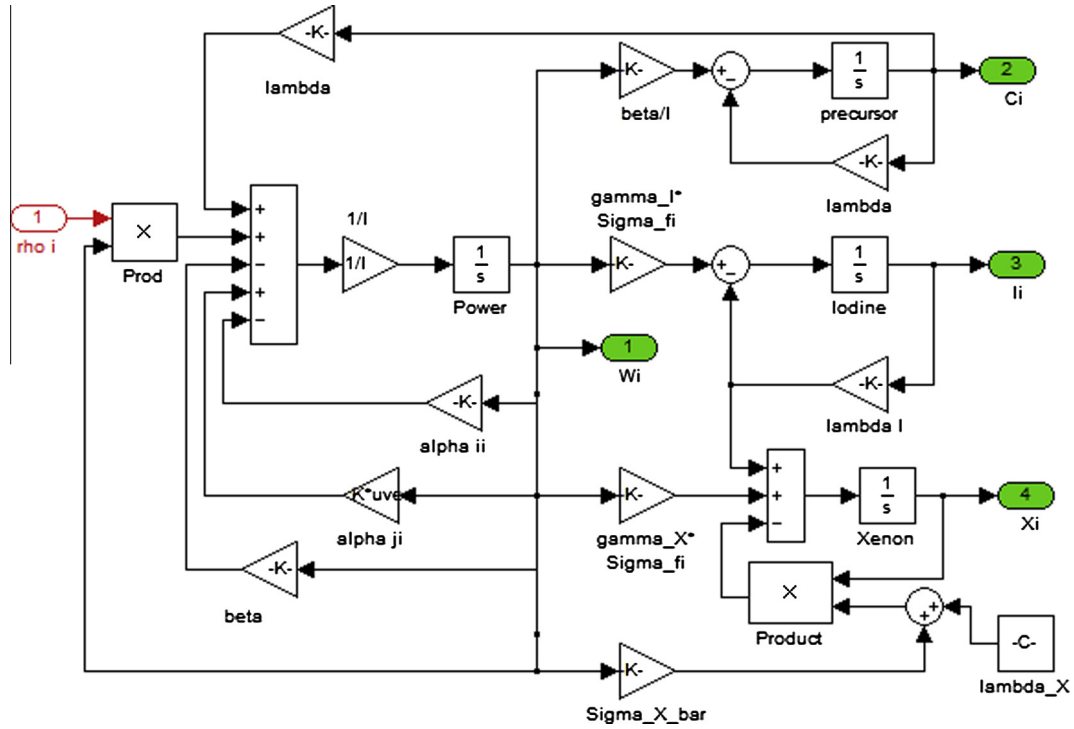 -K-
lambda
1
rho i
×
Prod
+
+
−
+
−
1/l
1/l
1
s
Power
K-
beta/l
+
−
1
s
precursor
2
Ci
-K-
lambda
gamma_I*
Sigma_fi
K-
+
−
1
s
Iodine
3
Ii
1
Wi
-K-
lambda I
-K-
alpha ii
K*uve
alpha ji
-K-
beta
K-
gamma_X*
Sigma_fi
+
+
−
1
s
Xenon
4
Xi
×
Product
+
+
-C-
lambda_X
K-
Sigma_X_bar